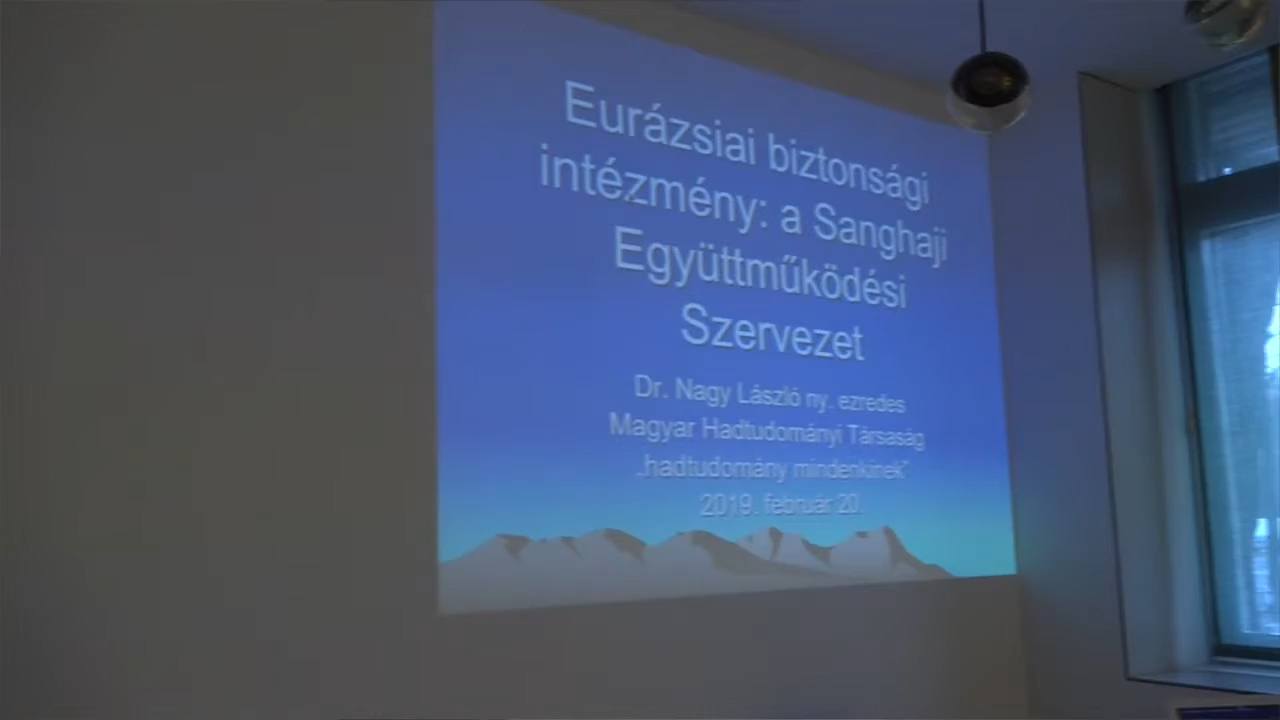 Eurázsiai biztonsági
intézmény: a Sanghaji
Együttműködési
Szervezet
Dr. Nagy László ny. ezredes
Magyar Hadtudományi Társaság
„hadtudomány mindenkinek”
2019. február 20.